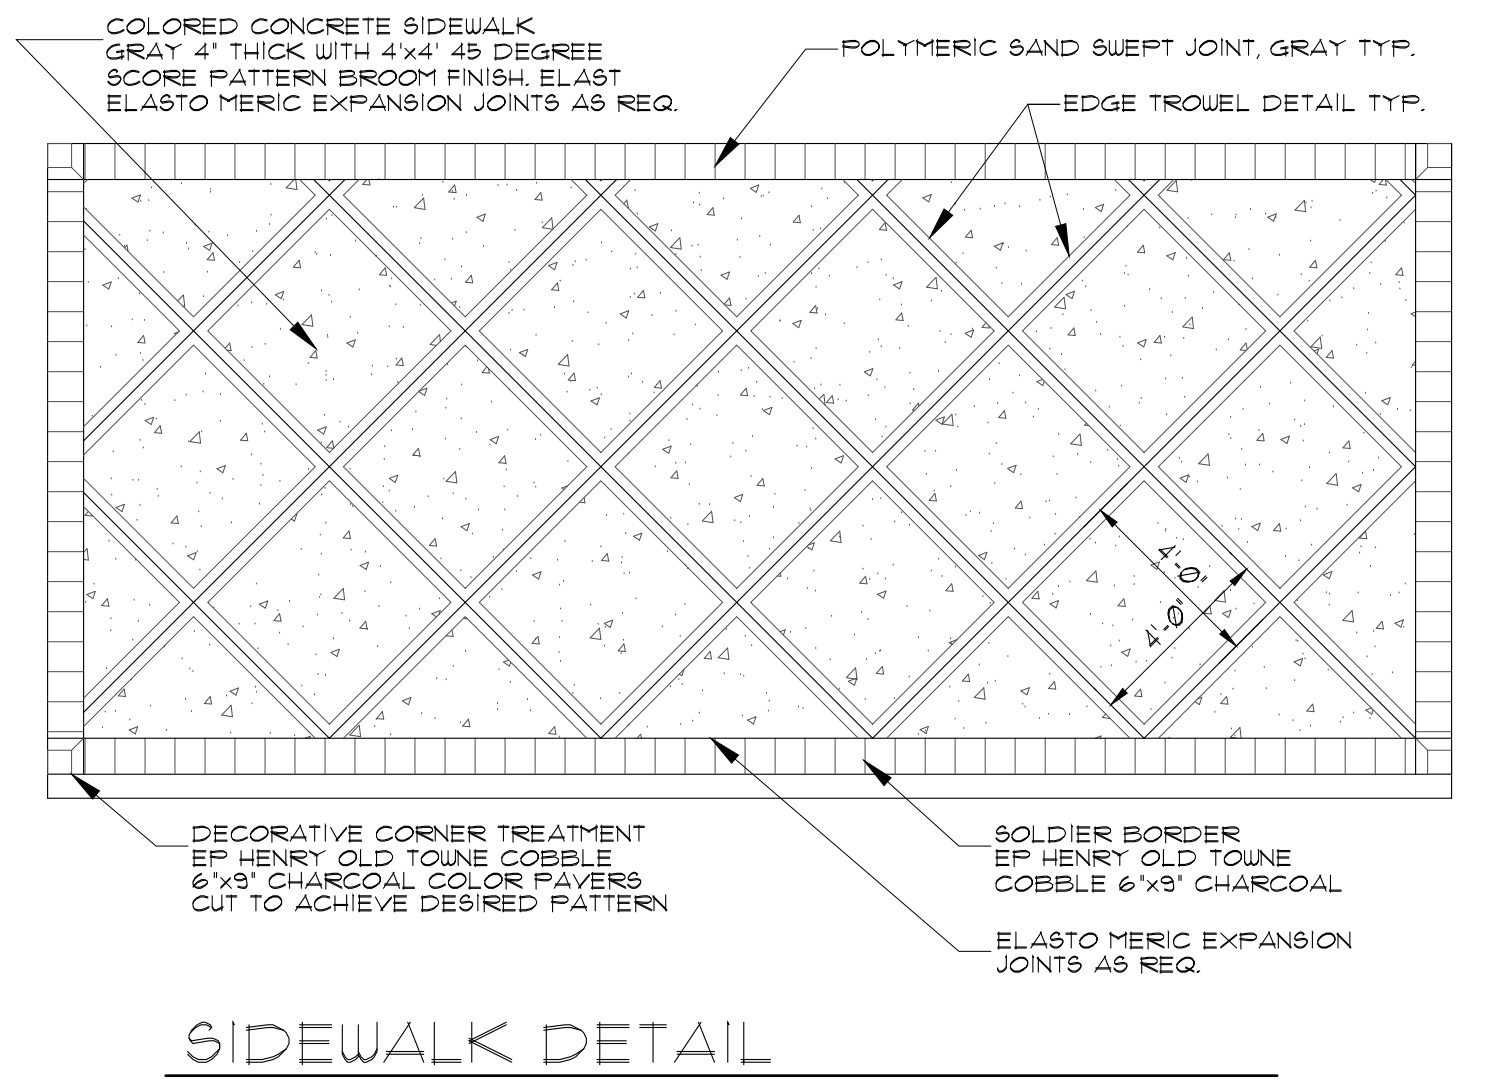 COLORED CONCRETE SIDEWALK
GRAY 4" THICK WITH 4'x4' 45 DEGREE
SCORE PATTERN BROOM FINISH. ELAST
ELASTO MERIC EXPANSION JOINTS AS REQ.
POLYMERIC SAND SWEPT JOINT, GRAY TYP.
EDGE TROWEL DETAIL TYP.
4'-0"
4'-0"
DECORATIVE CORNER TREATMENT
EP HENRY OLD TOWNE COBBLE
6"x9" CHARCOAL COLOR PAVERS
CUT TO ACHIEVE DESIRED PATTERN
SOLDIER BORDER
EP HENRY OLD TOWNE
COBBLE 6"x9" CHARCOAL
ELASTO MERIC EXPANSION
JOINTS AS REQ.
SIDEWALK DETAIL